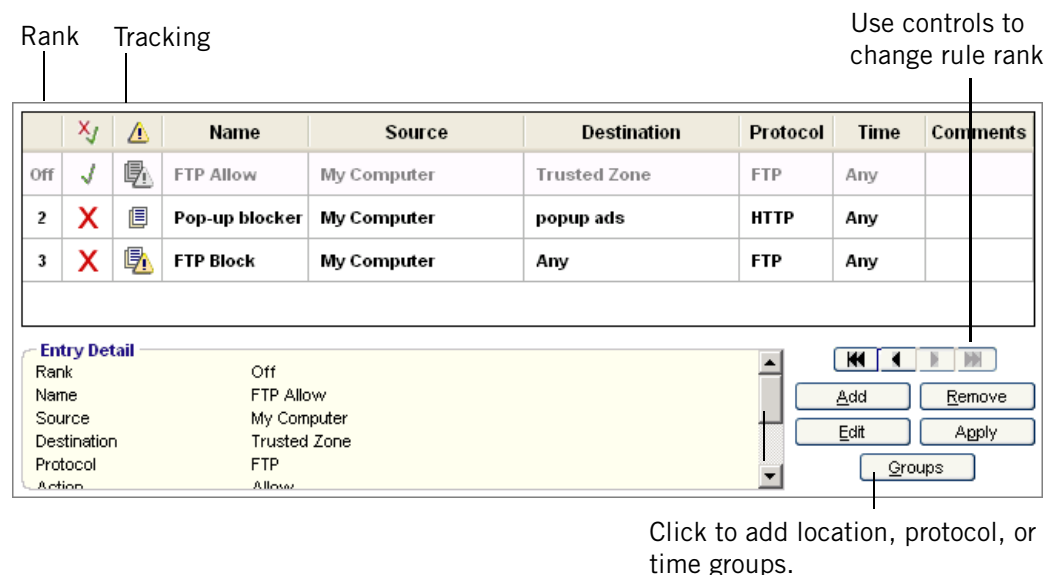 Rank Tracking
Use controls to
change rule rank
Name Source Destination Protocol Time Comments
Off FTP Allow My Computer Trusted Zone FTP Any
2 Pop-up blocker My Computer popup ads HTTP Any
3 FTP Block My Computer Any FTP Any
Entry Detail
Rank Off
Name FTP Allow
Source My Computer
Destination Trusted Zone
Protocol FTP
Action Allow
Add Remove
Edit Apply
Groups
Click to add location, protocol, or
time groups.